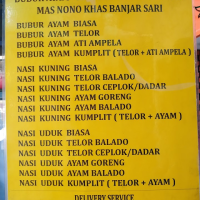 MAS NONO KHAS BANJAR SARI
BUBUR AYAM BIASA
BUBUR AYAM TELOR
BUBUR AYAM ATI AMPELA
BUBUR AYAM KUMPLIT ( TELOR + ATI AMPELA )
NASI KUNING BIASA
NASI KUNING TELOR BALADO
NASI KUNING TELOR CEPLOK/DADAR
NASI KUNING AYAM GORENG
NASI KUNING AYAM BALADO
NASI KUNING KUMPLIT ( TELOR + AYAM )
NASI UDUK BIASA
NASI UDUK TELOR BALADO
NASI UDUK TELOR CEPLOK/DADAR
NASI UDUK AYAM GORENG
NASI UDUK AYAM BALADO
NASI UDUK KUMPLIT ( TELOR + AYAM )
DELIVERY SERVICE